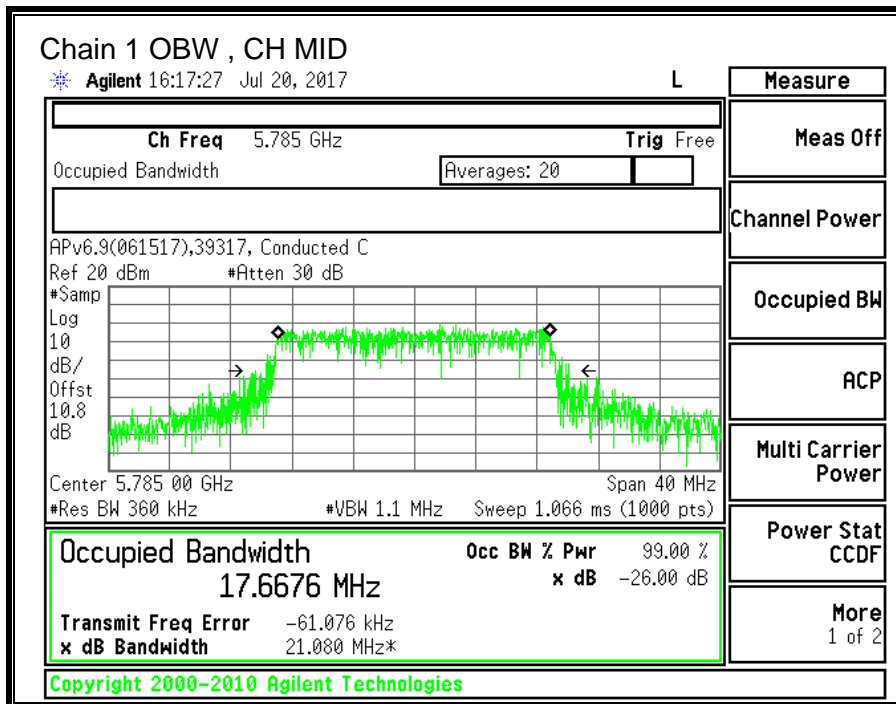 Chain 1 OBW , CH MID
Agilent 16:17:27 Jul 20, 2017 L Measure
Ch Freq 5.785 GHz Trig Free
Meas Off
Occupied Bandwidth Averages: 20
Channel Power
APv6.9(061517),39317, Conducted C
Ref 20 dBm #Atten 30 dB
#Samp
Log
10
dB/
Offst
10.8
dB
Occupied BW
ACP
Center 5.785 00 GHz Span 40 MHz
#Res BW 360 kHz #VBW 1.1 MHz Sweep 1.066 ms (1000 pts)
Multi Carrier
Power
Occupied Bandwidth Occ BW % Pwr 99.00 %
17.6676 MHz x dB -26.00 dB
Power Stat
CCDF
Transmit Freq Error -61.076 kHz
x dB Bandwidth 21.080 MHz*
More
1 of 2
Copyright 2000-2010 Agilent Technologies